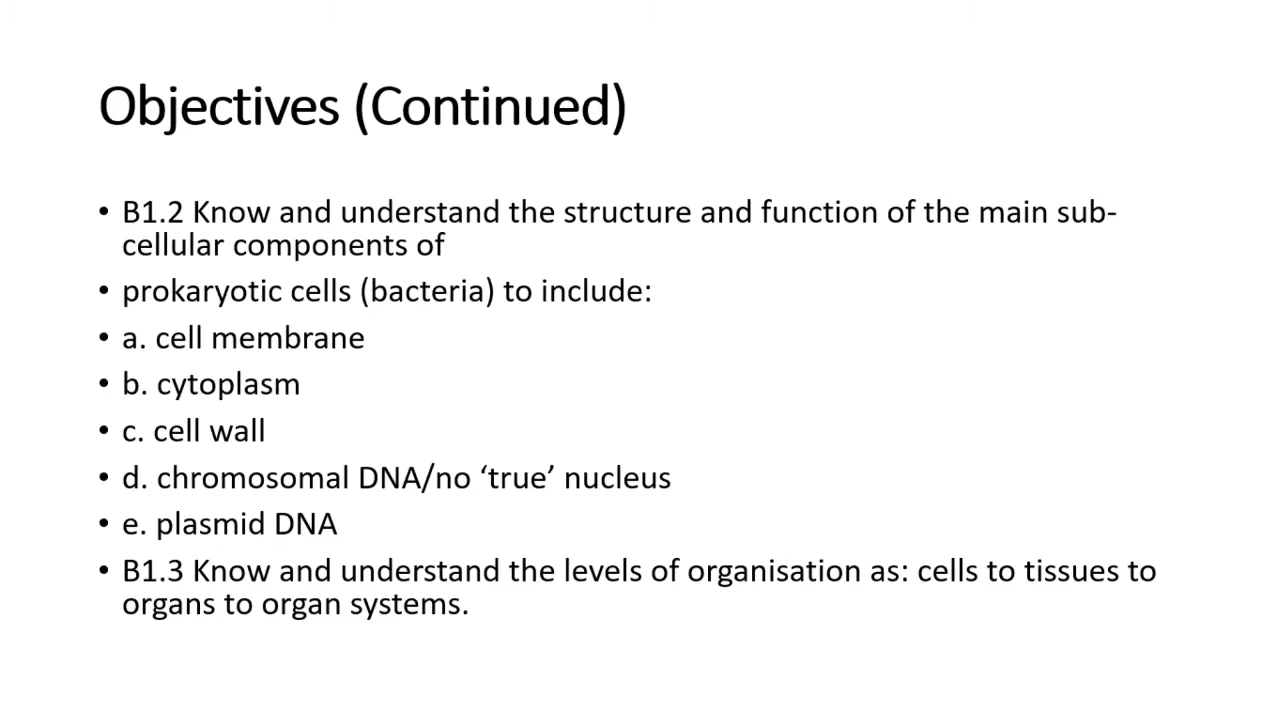 Objectives (Continued)
• B1.2 Know and understand the structure and function of the main sub-
cellular components of
• prokaryotic cells (bacteria) to include:
• a. cell membrane
• b. cytoplasm
• c. cell wall
• d. chromosomal DNA/no ‘true’ nucleus
• e. plasmid DNA
• B1.3 Know and understand the levels of organisation as: cells to tissues to
organs to organ systems.